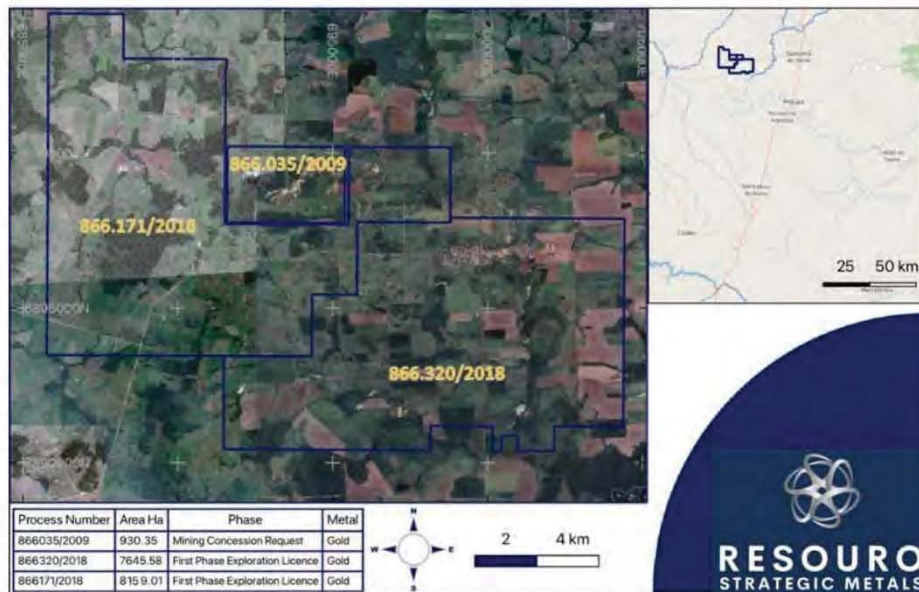 690000E
866.035/2009
866.171/2018
866.320/2018
25 50 km
Process Number Area Ha Phase Metal
866035/2009 930.35 Mining Concession Request Gold
866320/2018 7645.58 First Phase Exploration Licence Gold
866171/2018 8159.01 First Phase Exploration Licence Gold
N
W E
S
2 4 km
RESOURO
STRATEGIC METALS